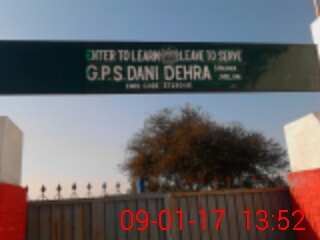 ENTER TO LEARN LEAVE TO SERVE
G.P.S. DANI DEHRA
09-01-17 13:52